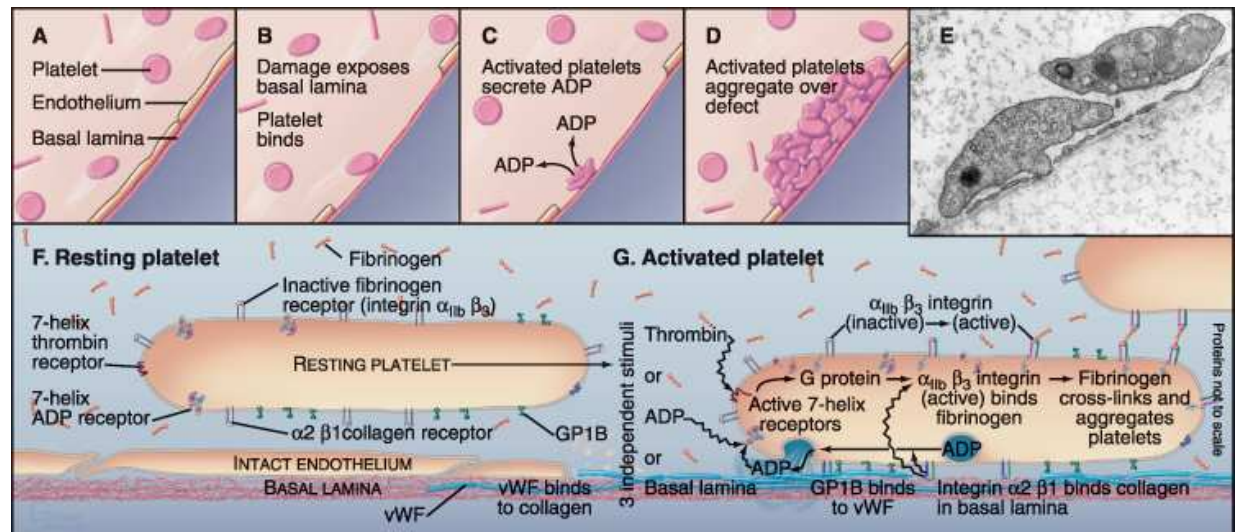 A
Platelet
Endothelium
Basal lamina
B
Damage exposes
basal lamina
Platelet
binds
C
Activated platelets
secrete ADP
ADP
ADP
D
Activated platelets
aggregate over
defect
E
F. Resting platelet
Fibrinogen
Inactive fibrinogen
receptor (integrin αIIb β3)
7-helix
thrombin
receptor
RESTING PLATELET
7-helix
ADP receptor
α2 β1collagen receptor
GP1B
INTACT ENDOTHELIUM
BASAL LAMINA
vWF
vWF binds
to collagen
3 independent stimuli
G. Activated platelet
αIIb β3 integrin
(inactive) (active)
Thrombin
or
ADP
or
G protein
Active 7-helix
receptors
αIIb β3 integrin
(active) binds
fibrinogen
Fibrinogen
cross-links and
aggregates
platelets
ADP
ADP
Basal lamina
GP1B binds
to vWF
Integrin α2 β1 binds collagen
in basal lamina
Proteins not to scale